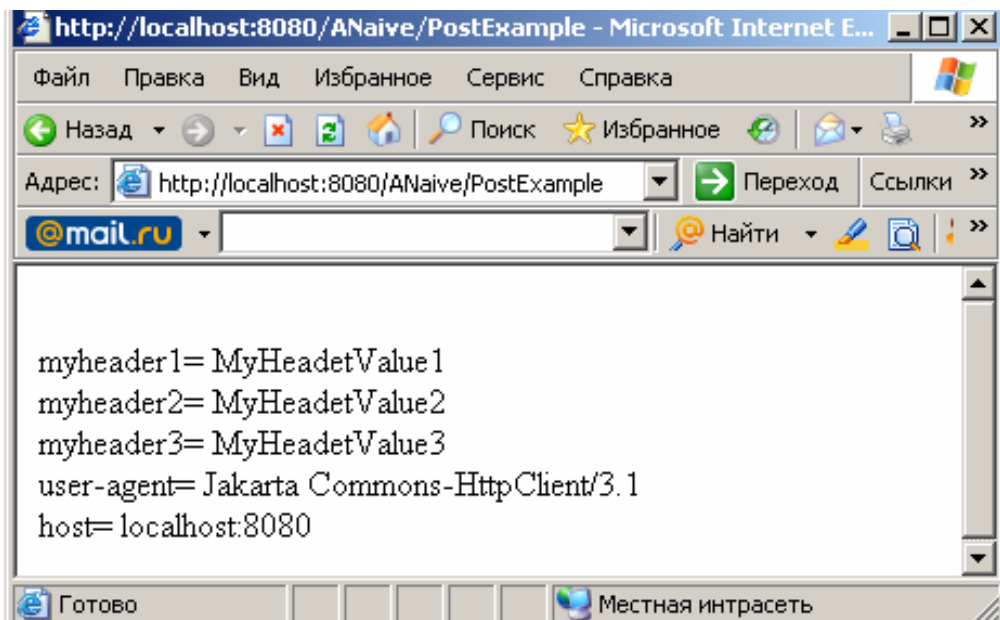 http://localhost:8080/ANaive/PostExample - Microsoft Internet E...
Файл Правка Вид Избранное Сервис Справка
Назад Поиск Избранное »
Адрес: http://localhost:8080/ANaive/PostExample Переход Ссылки »
@mail.ru Найти »
myheader1= MyHeadetValue1
myheader2= MyHeadetValue2
myheader3= MyHeadetValue3
user-agent= Jakarta Commons-HttpClient/3.1
host= localhost:8080
Готово Местная интрасеть